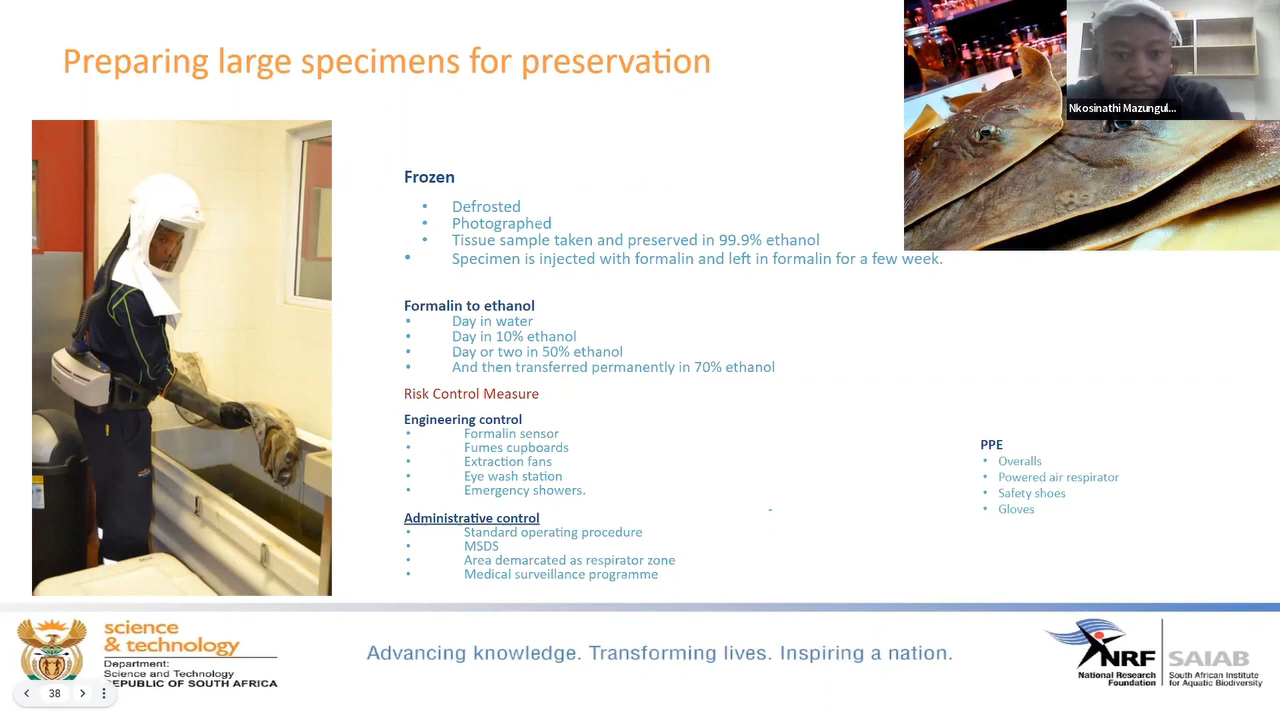 Preparing large specimens for preservation
Nkosinathi Mazungul...
Frozen
• Defrosted
• Photographed
• Tissue sample taken and preserved in 99.9% ethanol
• Specimen is injected with formalin and left in formalin for a few week.
Formalin to ethanol
• Day in water
• Day in 10% ethanol
• Day or two in 50% ethanol
• And then transferred permanently in 70% ethanol
Risk Control Measure
Engineering control
• Formalin sensor
• Fumes cupboards
• Extraction fans
• Eye wash station
• Emergency showers.
Administrative control
• Standard operating procedure
• MSDS
• Area demarcated as respirator zone
• Medical surveillance programme
PPE
• Overalls
• Powered air respirator
• Safety shoes
• Gloves
-
science
& technology
Department:
Science and Technology
REPUBLIC OF SOUTH AFRICA
38
Advancing knowledge. Transforming lives. Inspiring a nation.
NRF
National Research
Foundation
SAIAB
South African Institute
for Aquatic Biodiversity